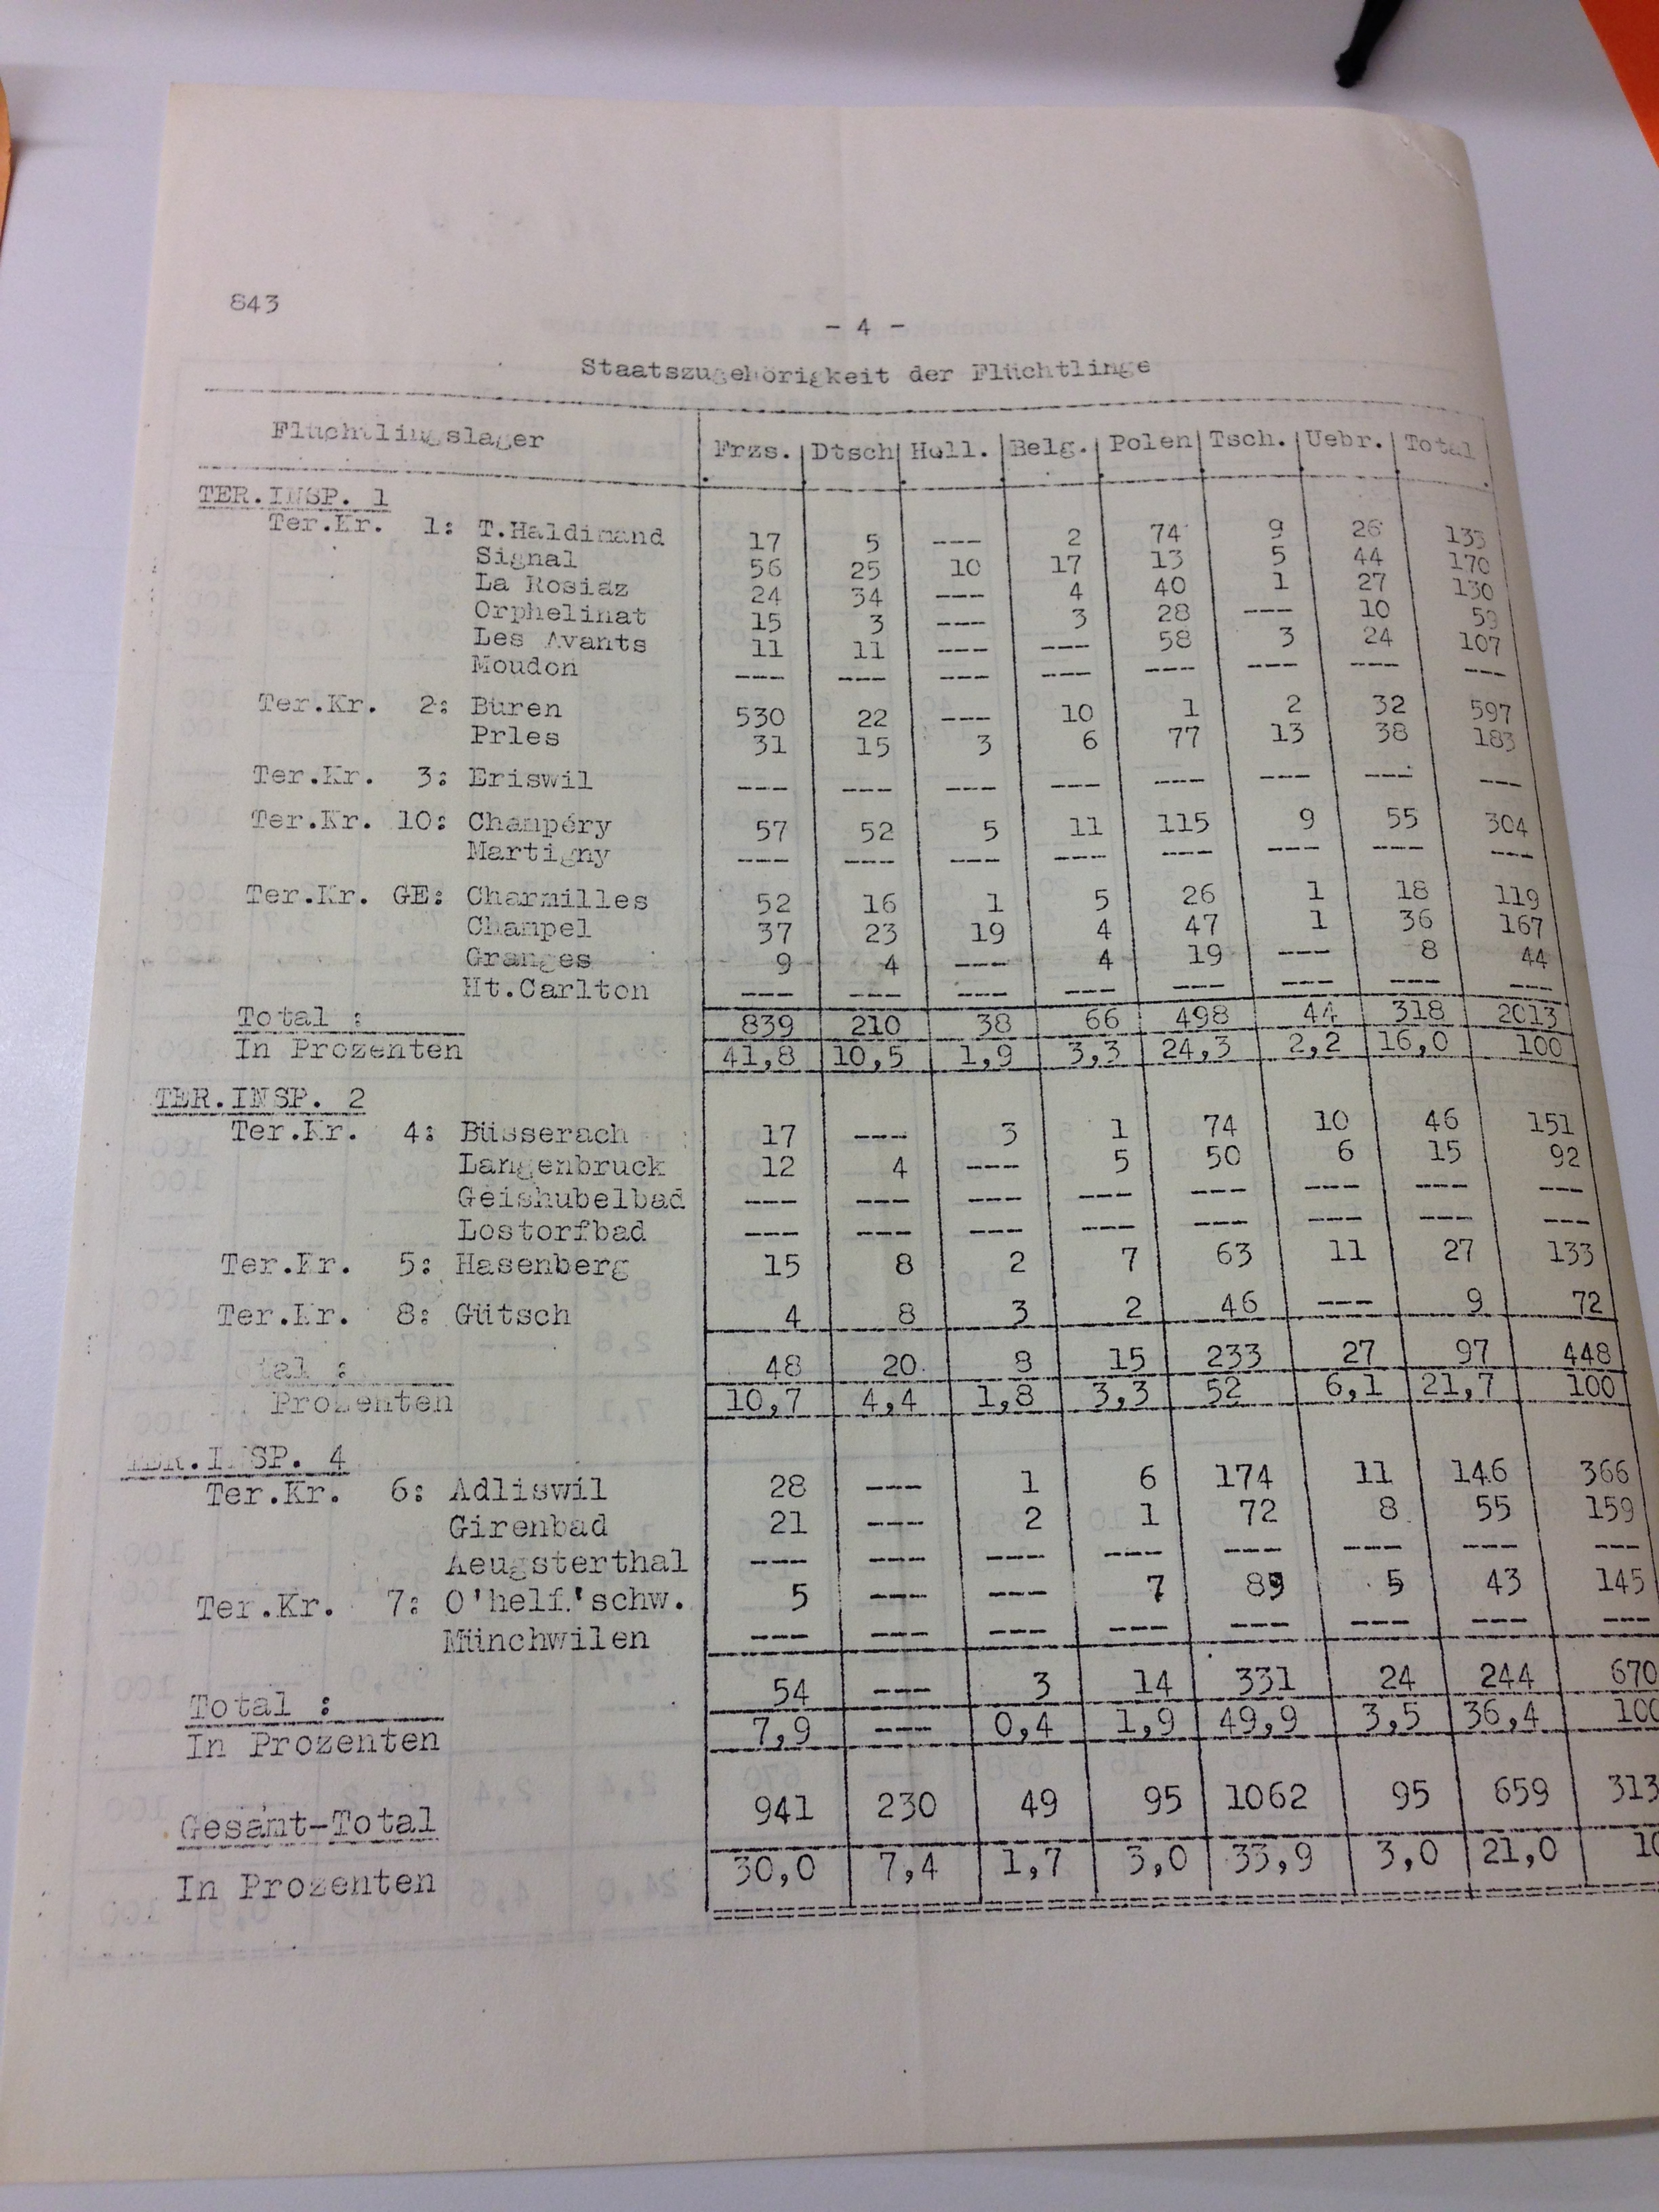 843
- 4 -
Staatszugehörigkeit der Flüchtlinge
Flüchtlingslager Frzs. Dtsch Holl. Belg. Polen Tsch. Uebr. Total
TER.INSP. 1
Ter.Kr. 1: T.Haldimand 17 5 --- 2 74 9 26 133
Signal 56 25 10 17 13 5 44 170
La Rosiaz 24 34 --- 4 40 1 27 130
Orphelinat 15 3 --- 3 28 --- 10 59
Les Avants 11 11 --- --- 58 3 24 107
Moudon --- --- --- --- --- --- --- ---
Ter.Kr. 2: Büren 530 22 --- 10 1 2 32 597
Prles 31 15 3 6 77 13 38 183
Ter.Kr. 3: Eriswil --- --- --- --- --- --- --- ---
Ter.Kr. 10: Champéry 57 52 5 11 115 9 55 304
Martigny --- --- --- --- --- --- --- ---
Ter.Kr. GE: Charmilles 52 16 1 5 26 1 18 119
Champel 37 23 19 4 47 1 36 167
Granges 9 4 --- 4 19 --- 8 44
Ht.Carlton --- --- --- --- --- --- --- ---
Total : 839 210 38 66 498 44 318 2013
In Prozenten 41,8 10,5 1,9 3,3 24,3 2,2 16,0 100
TER.INSP. 2
Ter.Kr. 4: Büsserach 17 --- 3 1 74 10 46 151
Langenbruck 12 4 --- 5 50 6 15 92
Geishubelbad --- --- --- --- --- --- --- ---
Lostorfbad --- --- --- --- --- --- --- ---
Ter.Kr. 5: Hasenberg 15 8 2 7 63 11 27 133
Ter.Kr. 8: Gütsch 4 8 3 2 46 --- 9 72
otal : 48 20 8 15 233 27 97 448
Prozenten 10,7 4,4 1,8 3,3 52 6,1 21,7 100
TER.INSP. 4
Ter.Kr. 6: Adliswil 28 --- 1 6 174 11 146 366
Girenbad 21 --- 2 1 72 8 55 159
Aeugsterthal --- --- --- --- --- --- --- ---
Ter.Kr. 7: O'helf.'schw. 5 --- --- 7 85 5 43 145
Münchwilen --- --- --- --- --- --- --- ---
Total : 54 --- 3 14 331 24 244 670
In Prozenten 7,9 --- 0,4 1,9 49,9 3,5 36,4 100
Gesamt-Total 941 230 49 95 1062 95 659 313
In Prozenten 30,0 7,4 1,7 3,0 33,9 3,0 21,0 10